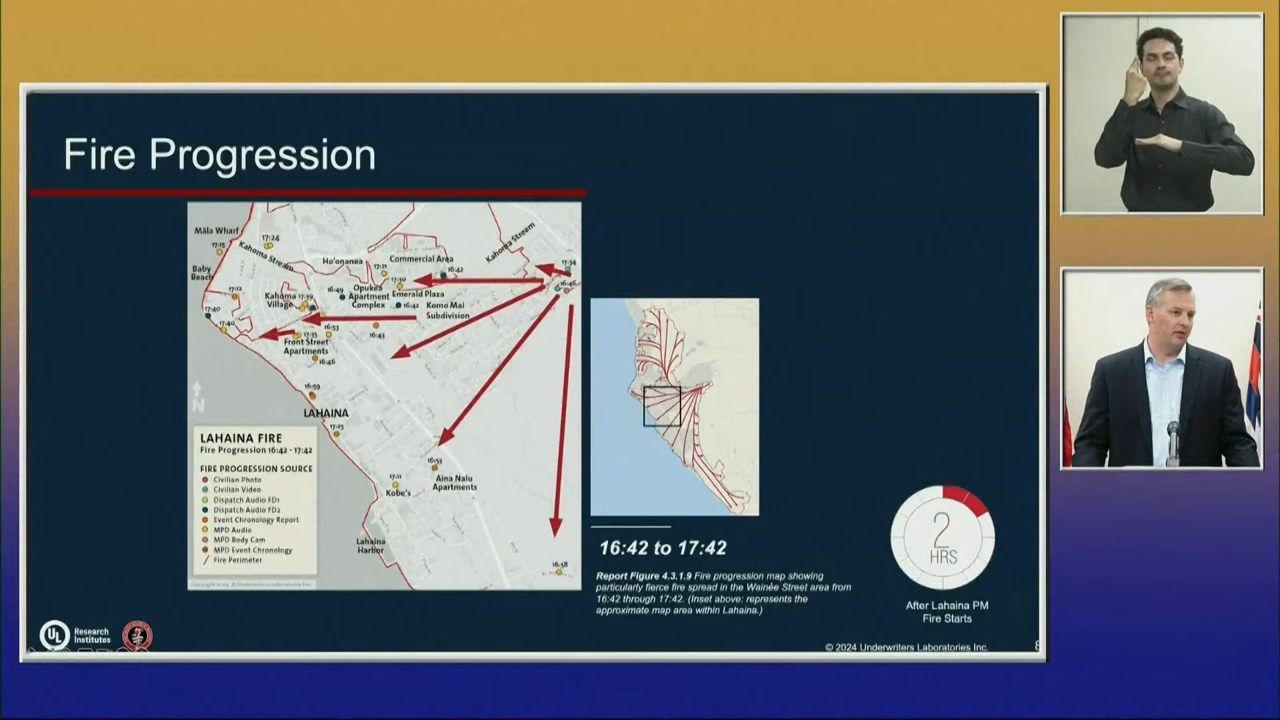 Fire Progression
Māla Wharf
17:15
17:24
Kahoma Stream
Kahoma Stream
Baby
Beach
17:12
17:40
17:40
Ho'onanea
17:21
Commercial Area
16:42
17:10
17:34
16:46
16:49
Opukea
Apartment
Complex
Emerald Plaza
16:42
Kahoma
Village
17:39
Komo Mai
Subdivision
16:43
16:53
17:35
Front Street
Apartments
16:46
16:59
LAHAINA
17:25
16:53
Aina Nalu
Apartments
17:11
Kobe's
Lahaina
Harbor
16:58
N
LAHAINA FIRE
Fire Progression 16:42 - 17:42
FIRE PROGRESSION SOURCE
Civilian Photo
Civilian Video
Dispatch Audio FD1
Dispatch Audio FD2
Event Chronology Report
MPD Audio
MPD Body Cam
MPD Event Chronology
Fire Perimeter
16:42 to 17:42
Report Figure 4.3.1.9 Fire progression map showing
particularly fierce fire spread in the Wainēe Street area from
16:42 through 17:42. (Inset above: represents the
approximate map area within Lahaina.)
2
HRS
After Lahaina PM
Fire Starts
UL
Research
Institutes
© 2024 Underwriters Laboratories Inc.